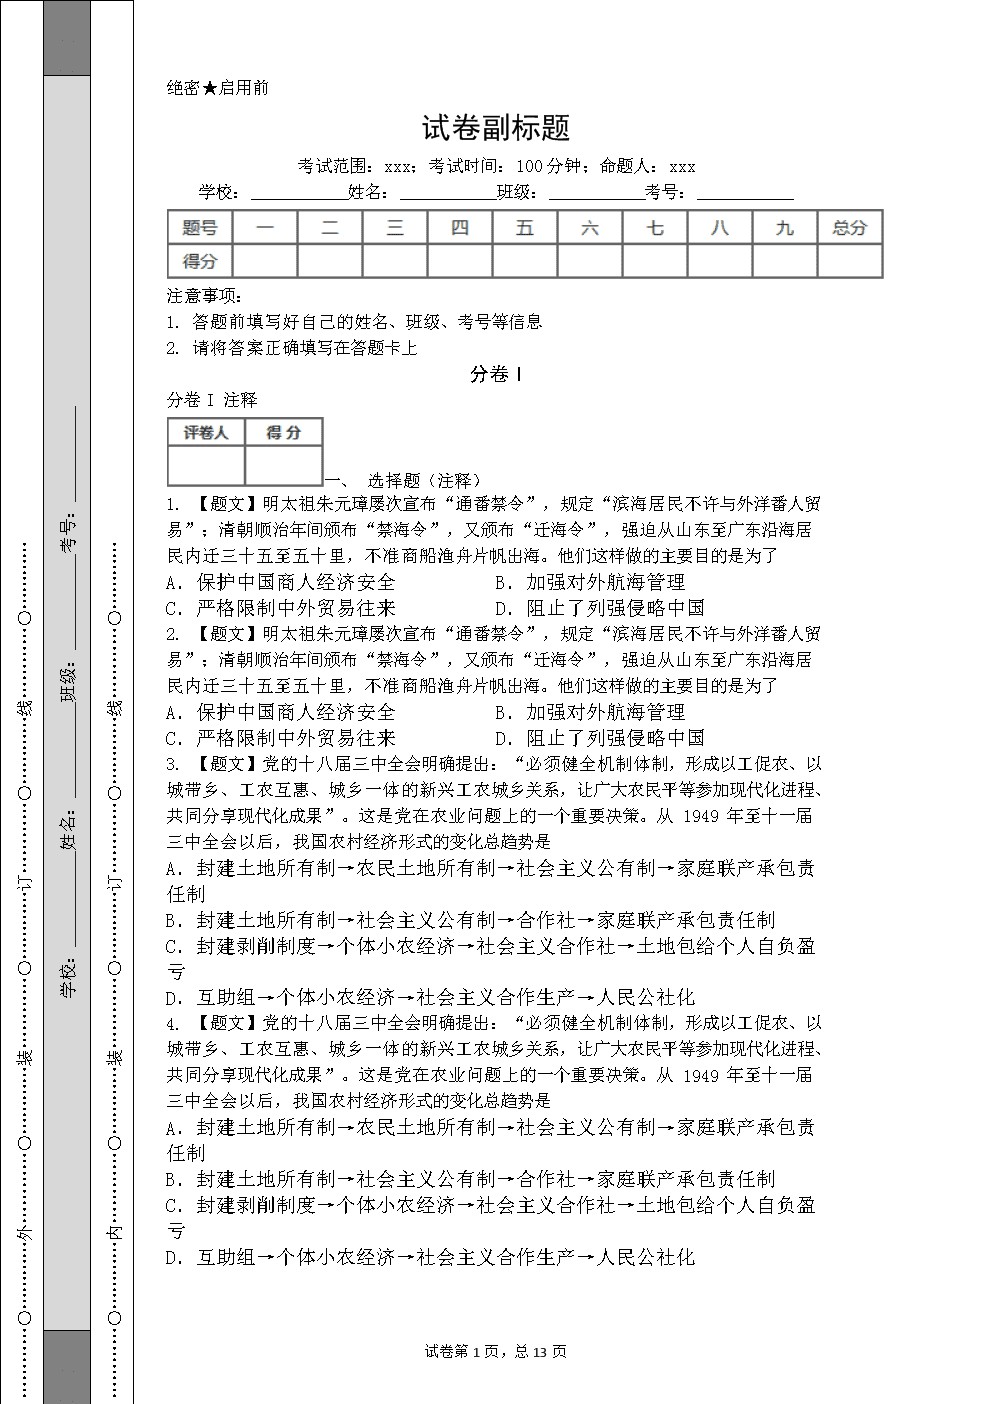 绝密★启用前
试卷副标题
考试范围：xxx；考试时间：100分钟；命题人：xxx
学校：___________姓名：___________班级：___________考号：___________
题号 一 二 三 四 五 六 七 八 九 总分
得分
注意事项：
1. 答题前填写好自己的姓名、班级、考号等信息
2. 请将答案正确填写在答题卡上
分卷I
分卷I 注释
评卷人 得 分
一、 选择题（注释）
1. 【题文】明太祖朱元璋屡次宣布“通番禁令”，规定“滨海居民不许与外洋番人贸
易”；清朝顺治年间颁布“禁海令”，又颁布“迁海令”，强迫从山东至广东沿海居
民内迁三十五至五十里，不准商船渔舟片帆出海。他们这样做的主要目的是为了
A．保护中国商人经济安全 B．加强对外航海管理
C．严格限制中外贸易往来 D．阻止了列强侵略中国
2. 【题文】明太祖朱元璋屡次宣布“通番禁令”，规定“滨海居民不许与外洋番人贸
易”；清朝顺治年间颁布“禁海令”，又颁布“迁海令”，强迫从山东至广东沿海居
民内迁三十五至五十里，不准商船渔舟片帆出海。他们这样做的主要目的是为了
A．保护中国商人经济安全 B．加强对外航海管理
C．严格限制中外贸易往来 D．阻止了列强侵略中国
3. 【题文】党的十八届三中全会明确提出：“必须健全机制体制，形成以工促农、以
城带乡、工农互惠、城乡一体的新兴工农城乡关系，让广大农民平等参加现代化进程、
共同分享现代化成果”。这是党在农业问题上的一个重要决策。从 1949 年至十一届
三中全会以后，我国农村经济形式的变化总趋势是
A．封建土地所有制→农民土地所有制→社会主义公有制→家庭联产承包责
任制
B．封建土地所有制→社会主义公有制→合作社→家庭联产承包责任制
C．封建剥削制度→个体小农经济→社会主义合作社→土地包给个人自负盈
亏
D．互助组→个体小农经济→社会主义合作生产→人民公社化
4. 【题文】党的十八届三中全会明确提出：“必须健全机制体制，形成以工促农、以
城带乡、工农互惠、城乡一体的新兴工农城乡关系，让广大农民平等参加现代化进程、
共同分享现代化成果”。这是党在农业问题上的一个重要决策。从 1949 年至十一届
三中全会以后，我国农村经济形式的变化总趋势是
A．封建土地所有制→农民土地所有制→社会主义公有制→家庭联产承包责
任制
B．封建土地所有制→社会主义公有制→合作社→家庭联产承包责任制
C．封建剥削制度→个体小农经济→社会主义合作社→土地包给个人自负盈
亏
D．互助组→个体小农经济→社会主义合作生产→人民公社化
试卷第1页，总13页
…………○…………外…………○…………装…………○…………订…………○…………线…………○…………
学校：___________姓名：___________班级：___________考号：___________
…………○…………内…………○…………装…………○…………订…………○…………线…………○…………